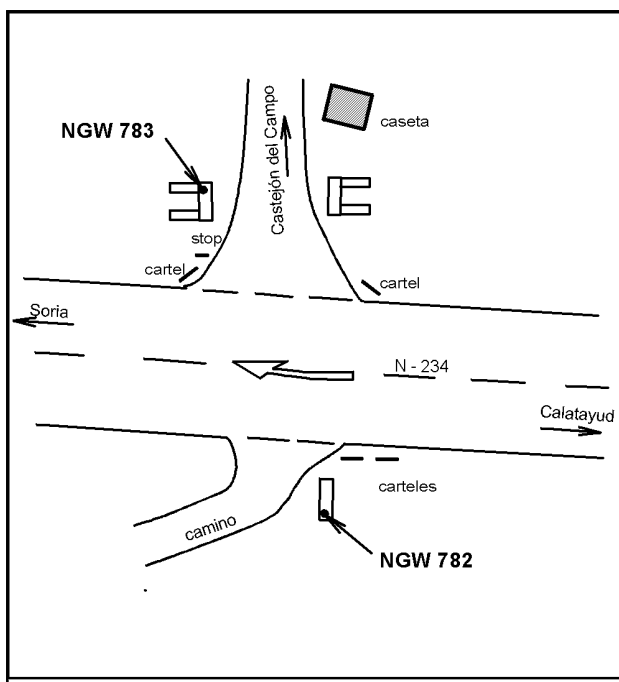 caseta
NGW 783
Castejón del Campo
stop
cartel
cartel
Soria
N - 234
Calatayud
carteles
camino
NGW 782